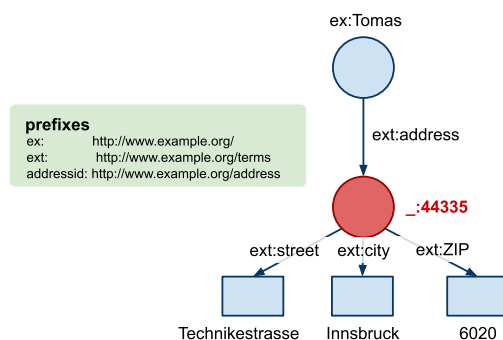 ex:Tomas
prefixes
ex: http://www.example.org/
ext: http://www.example.org/terms
addressid: http://www.example.org/address
ext:address
_:44335
ext:street ext:city ext:ZIP
Technikestrasse Innsbruck 6020